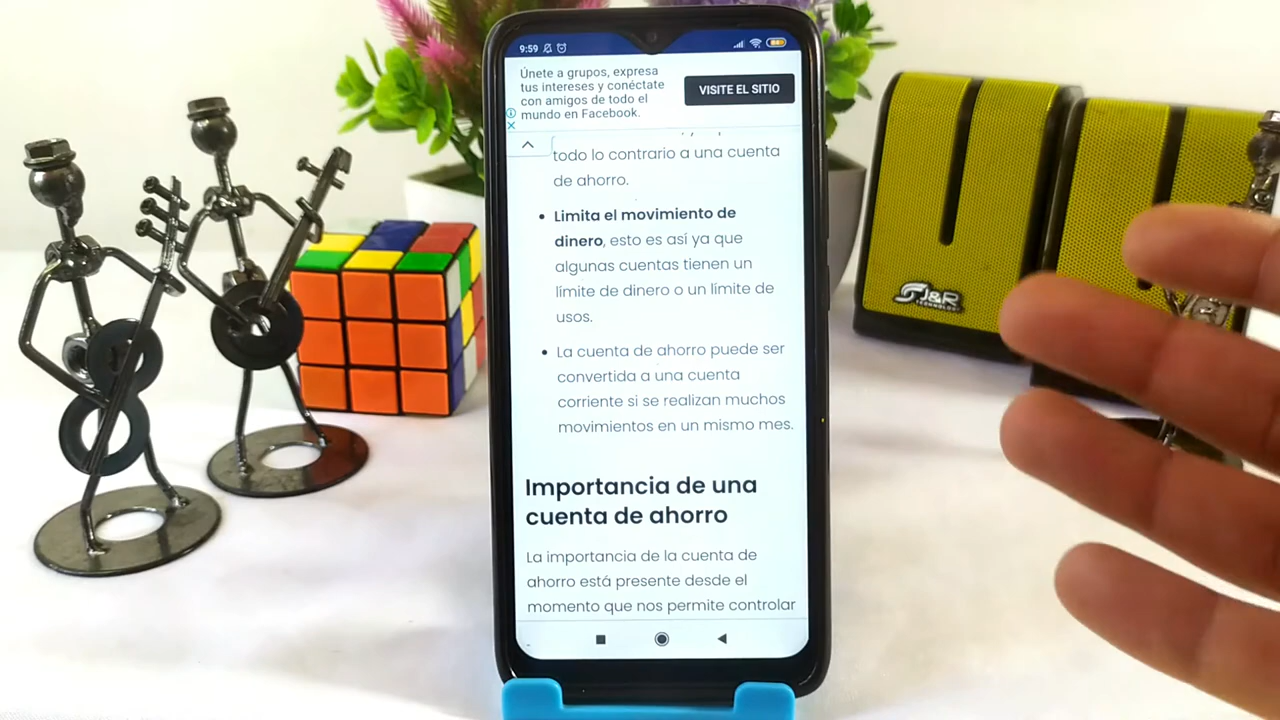 9:59
Únete a grupos, expresa
tus intereses y conéctate
con amigos de todo el
mundo en Facebook.
VISITE EL SITIO
todo lo contrario a una cuenta
de ahorro.
• Limita el movimiento de
dinero, esto es así ya que
algunas cuentas tienen un
límite de dinero o un límite de
usos.
• La cuenta de ahorro puede ser
convertida a una cuenta
corriente si se realizan muchos
movimientos en un mismo mes.
Importancia de una
cuenta de ahorro
La importancia de la cuenta de
ahorro está presente desde el
momento que nos permite controlar
J&R
TECHNOLOGY